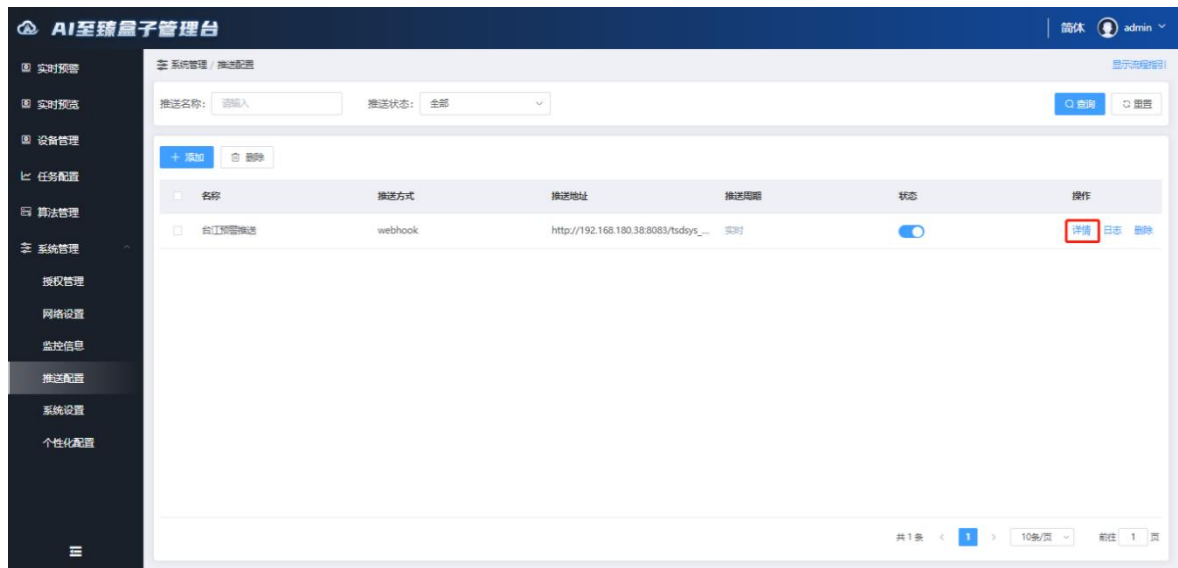 AI至臻盒子管理台
简体 admin
实时预警
系统管理 / 推送配置
显示流程指引
实时预览
推送名称: 请输入 推送状态: 全部 查询 重置
设备管理
+ 添加 删除
任务配置
名称 推送方式 推送地址 推送周期 状态 操作
算法管理
台江预警推送 webhook http://192.168.180.38:8083/tsdsys_... 实时 详情 日志 删除
系统管理
授权管理
网络设置
监控信息
推送配置
系统设置
个性化配置
共1条 < 1 > 10条/页 前往 1 页